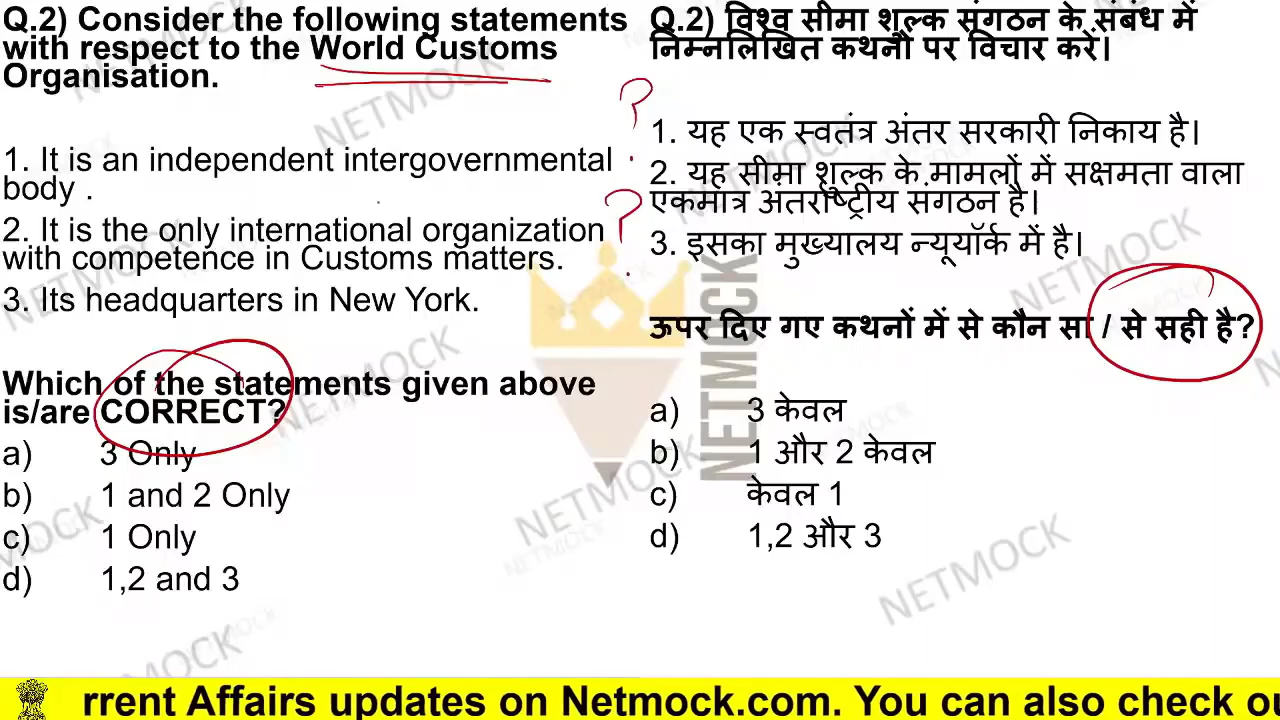 Q.2) Consider the following statements
with respect to the World Customs
Organisation.
1. It is an independent intergovernmental
body .
2. It is the only international organization
with competence in Customs matters.
3. Its headquarters in New York.
Which of the statements given above
is/are CORRECT?
a) 3 Only
b) 1 and 2 Only
c) 1 Only
d) 1,2 and 3
Q.2) विश्व सीमा शुल्क संगठन के संबंध में
निम्नलिखित कथनों पर विचार करें।
1. यह एक स्वतंत्र अंतर सरकारी निकाय है।
2. यह सीमा शुल्क के मामलों में सक्षमता वाला
एकमात्र अंतर्राष्ट्रीय संगठन है।
3. इसका मुख्यालय न्यूयॉर्क में है।
ऊपर दिए गए कथनों में से कौन सा / से सही है?
a) 3 केवल
b) 1 और 2 केवल
c) केवल 1
d) 1,2 और 3
NETMOCK
rrent Affairs updates on Netmock.com. You can also check ou